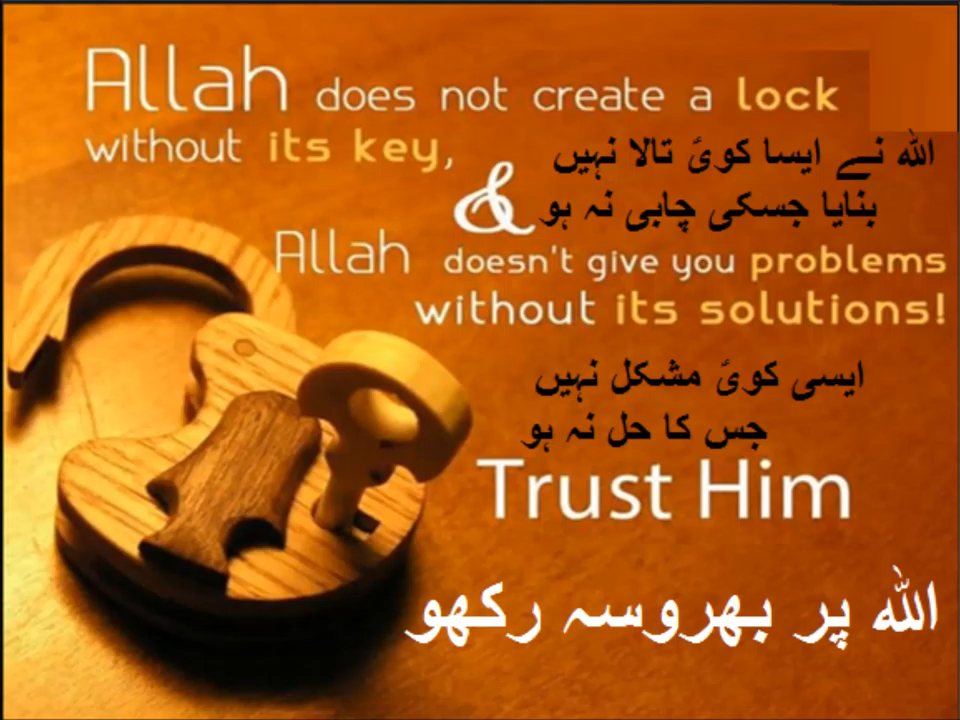 Allah does not create a lock
without its key,
الله نے ایسا کوئ تالا نہیں
بنایا جسکی چابی نہ ہو
&
Allah doesn't give you problems
without its solutions!
ایسی کوئ مشکل نہیں
جس کا حل نہ ہو
Trust Him
الله پر بھروسہ رکھو